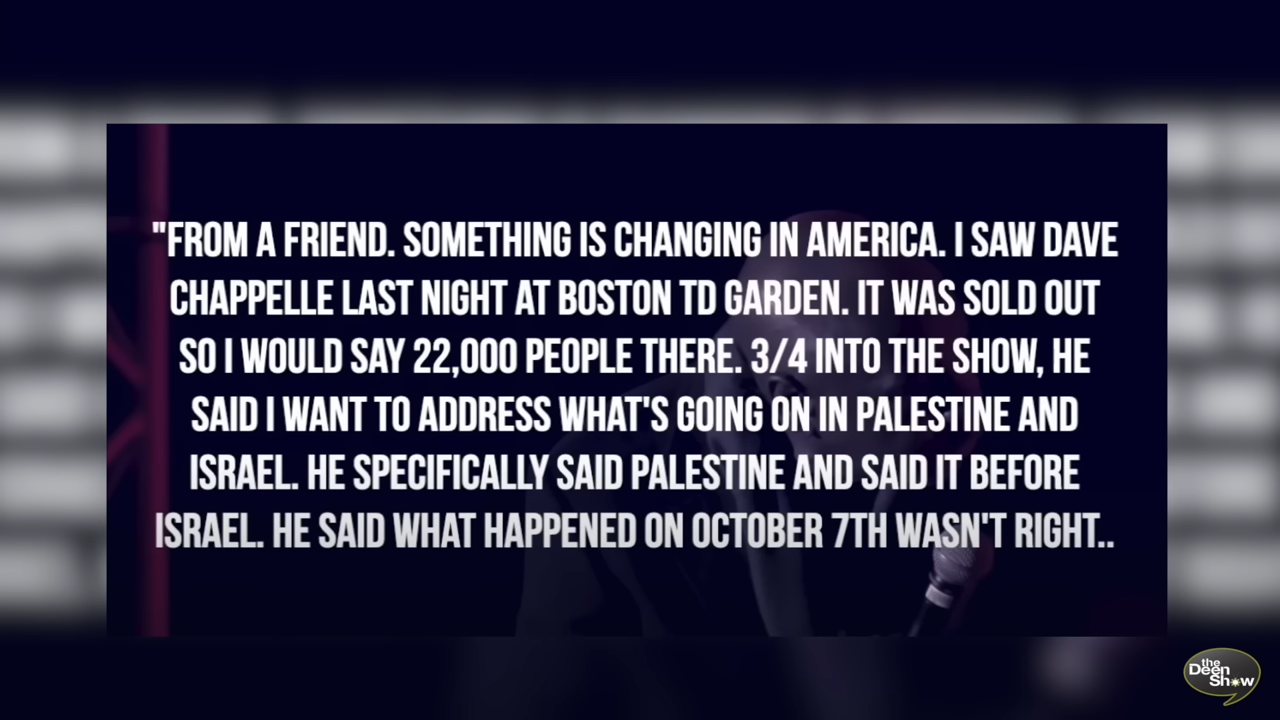 "FROM A FRIEND. SOMETHING IS CHANGING IN AMERICA. I SAW DAVE
CHAPPELLE LAST NIGHT AT BOSTON TD GARDEN. IT WAS SOLD OUT
SO I WOULD SAY 22,000 PEOPLE THERE. 3/4 INTO THE SHOW, HE
SAID I WANT TO ADDRESS WHAT'S GOING ON IN PALESTINE AND
ISRAEL. HE SPECIFICALLY SAID PALESTINE AND SAID IT BEFORE
ISRAEL. HE SAID WHAT HAPPENED ON OCTOBER 7TH WASN'T RIGHT..
the
Deen
Show